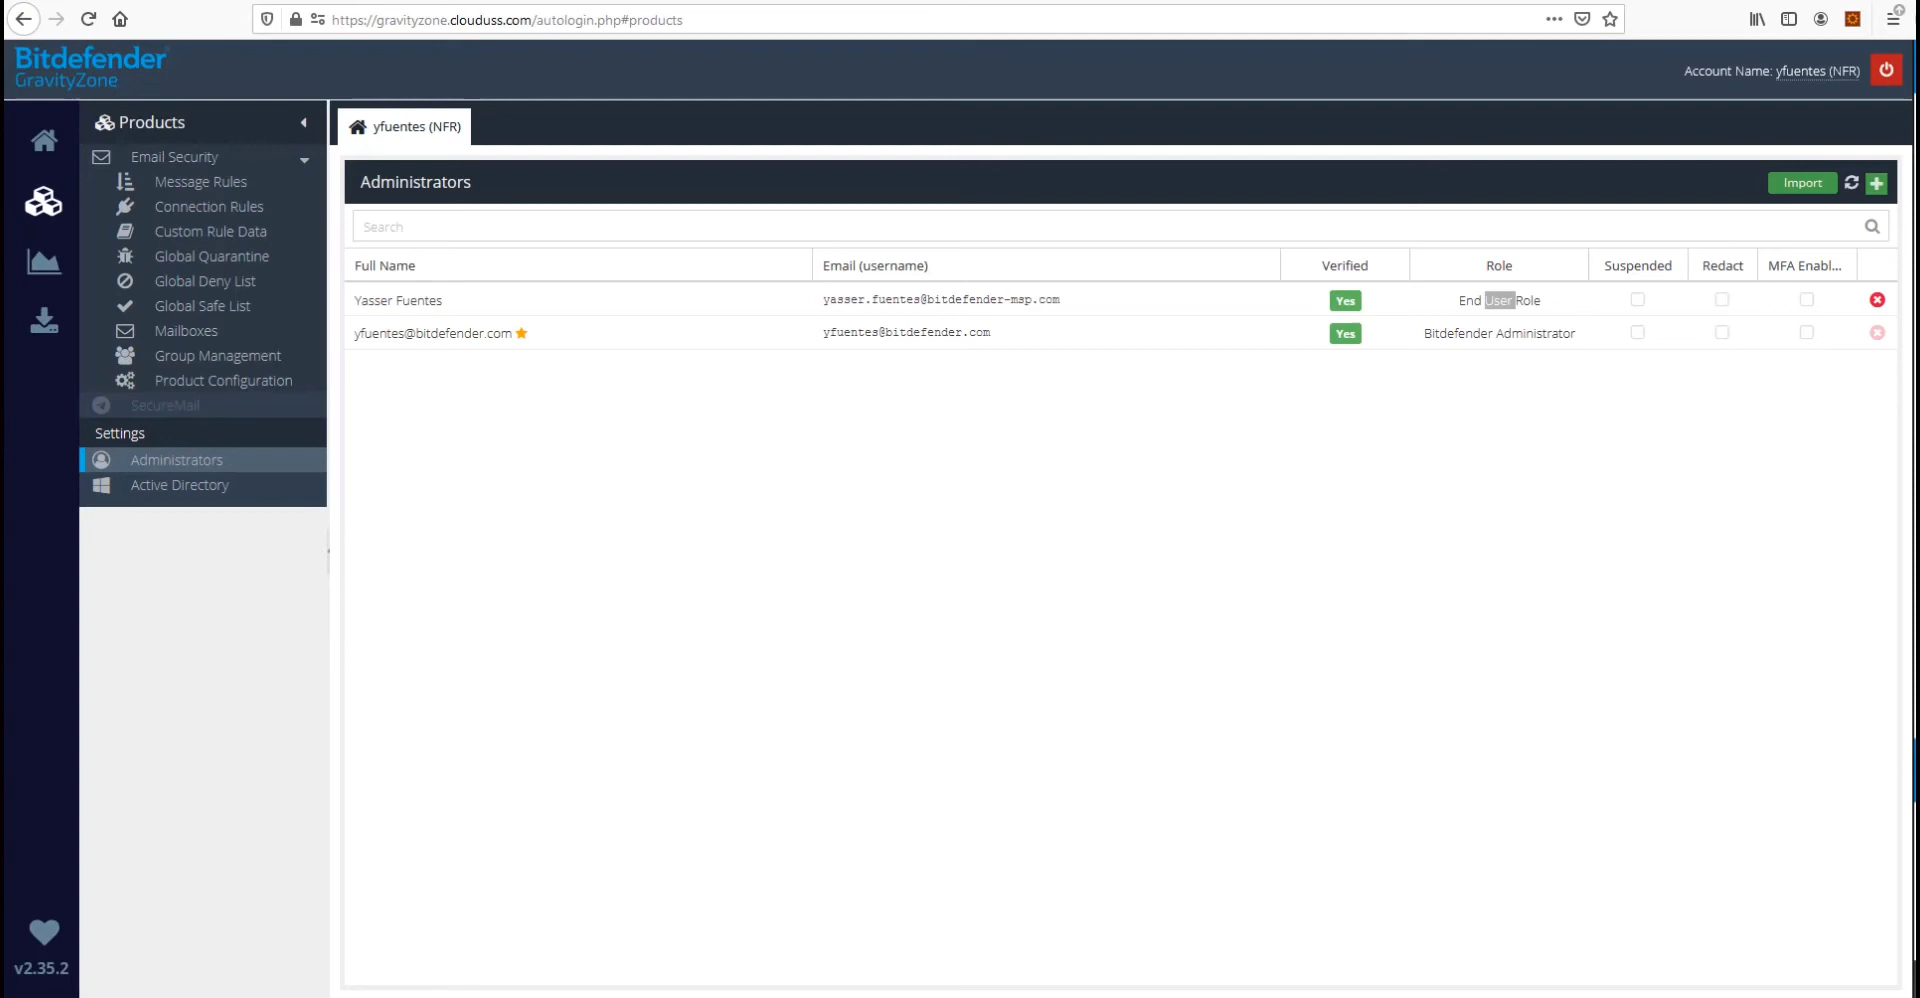 https://gravityzone.clouduss.com/autologin.php#products
Bitdefender
GravityZone
Account Name: yfuentes (NFR)
Products
Email Security
Message Rules
Connection Rules
Custom Rule Data
Global Quarantine
Global Deny List
Global Safe List
Mailboxes
Group Management
Product Configuration
SecureMail
Settings
Administrators
Active Directory
v2.35.2
yfuentes (NFR)
Administrators
Import
Search
Full Name Email (username) Verified Role Suspended Redact MFA Enabl...
Yasser Fuentes yasser.fuentes@bitdefender-msp.com Yes End User Role
yfuentes@bitdefender.com yfuentes@bitdefender.com Yes Bitdefender Administrator